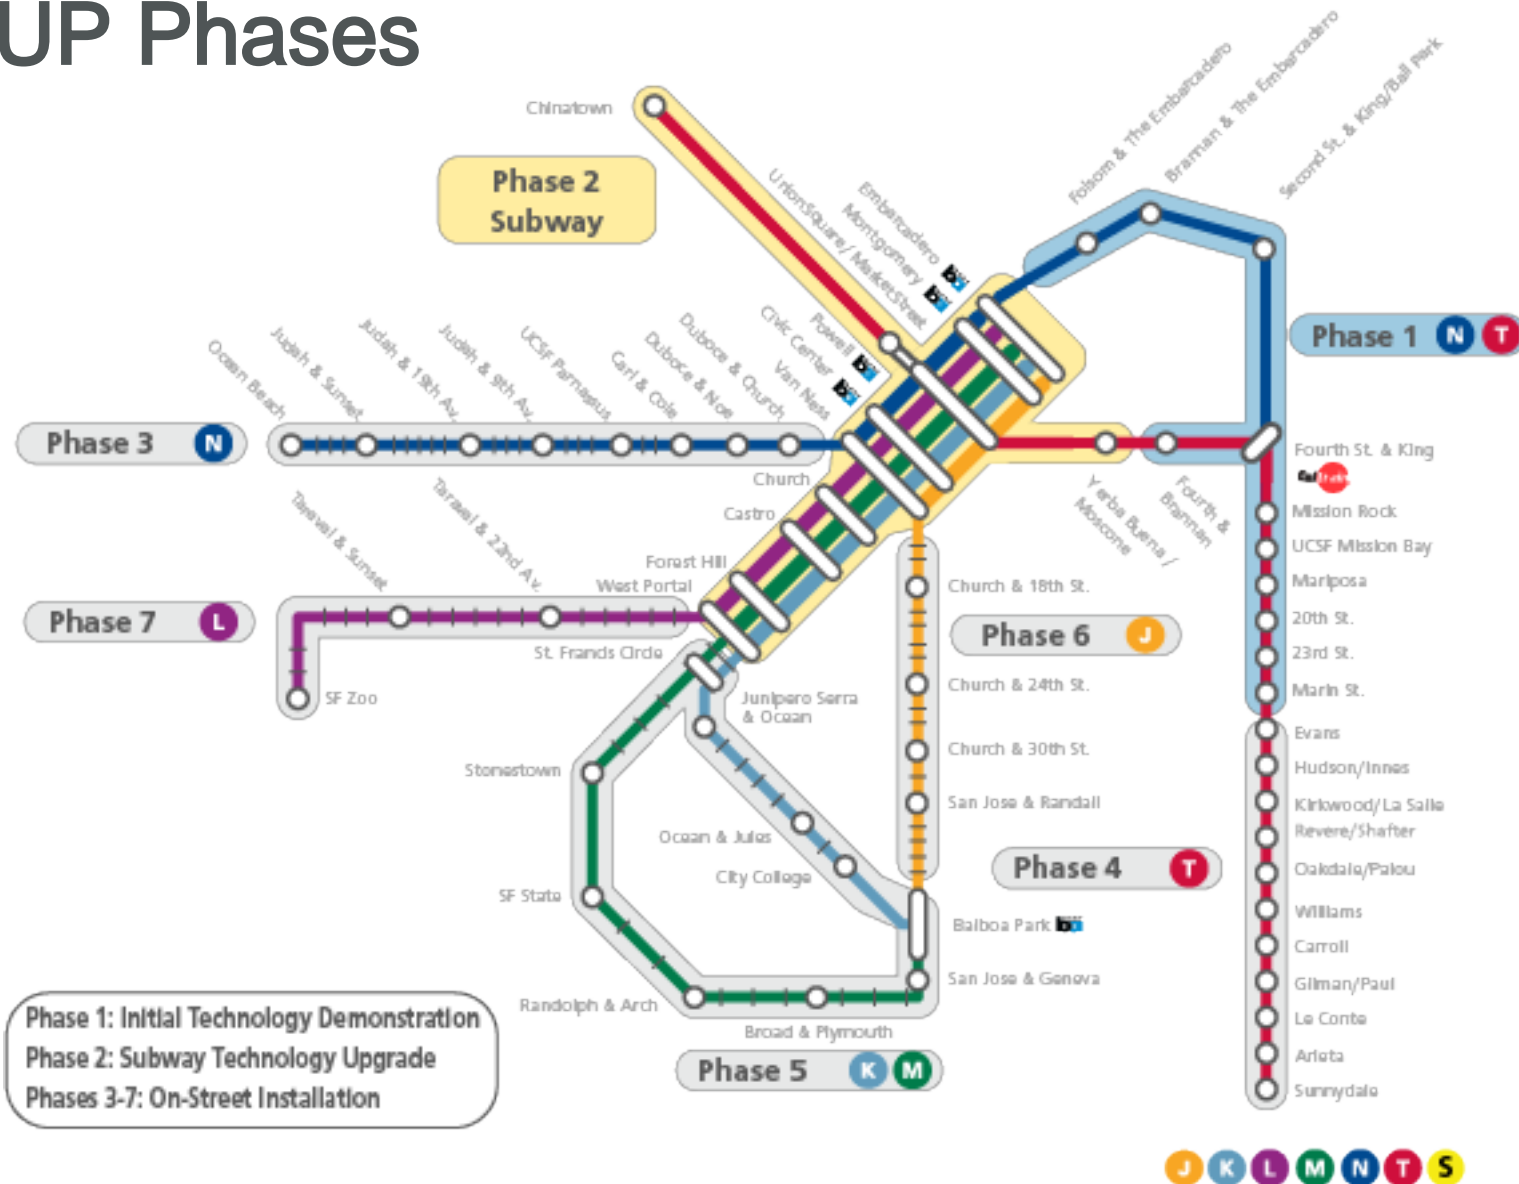 UP Phases
Chinatown
Phase 2
Subway
Union Square/ Market Street
Embarcadero
Montgomery
Powell
Civic Center
Van Ness
Folsom & The Embarcadero
Brannan & The Embarcadero
Second St. & King/Ball Park
Phase 1 N T
Ocean Beach
Judah & Sunset
Judah & 19th Av.
Judah & 9th Av.
UCSF Parnassus
Carl & Cole
Duboce & Noe
Duboce & Church
Phase 3 N
Church
Castro
Forest Hill
West Portal
Yerba Buena /
Moscone
Fourth &
Brannan
Fourth St. & King
Mission Rock
UCSF Mission Bay
Mariposa
20th St.
23rd St.
Marin St.
Taraval & Sunset
Taraval & 22nd Av.
Phase 7 L
SF Zoo
St. Francis Circle
Junipero Serra
& Ocean
Church & 18th St.
Phase 6 J
Church & 24th St.
Church & 30th St.
San Jose & Randall
Stonestown
Ocean & Jules
City College
SF State
Phase 4 T
Balboa Park
San Jose & Geneva
Randolph & Arch
Broad & Plymouth
Phase 5 K M
Evans
Hudson/Innes
Kirkwood/La Salle
Revere/Shafter
Oakdale/Palou
Williams
Carroll
Gilman/Paul
Le Conte
Arleta
Sunnydale
Phase 1: Initial Technology Demonstration
Phase 2: Subway Technology Upgrade
Phases 3-7: On-Street Installation
J K L M N T S